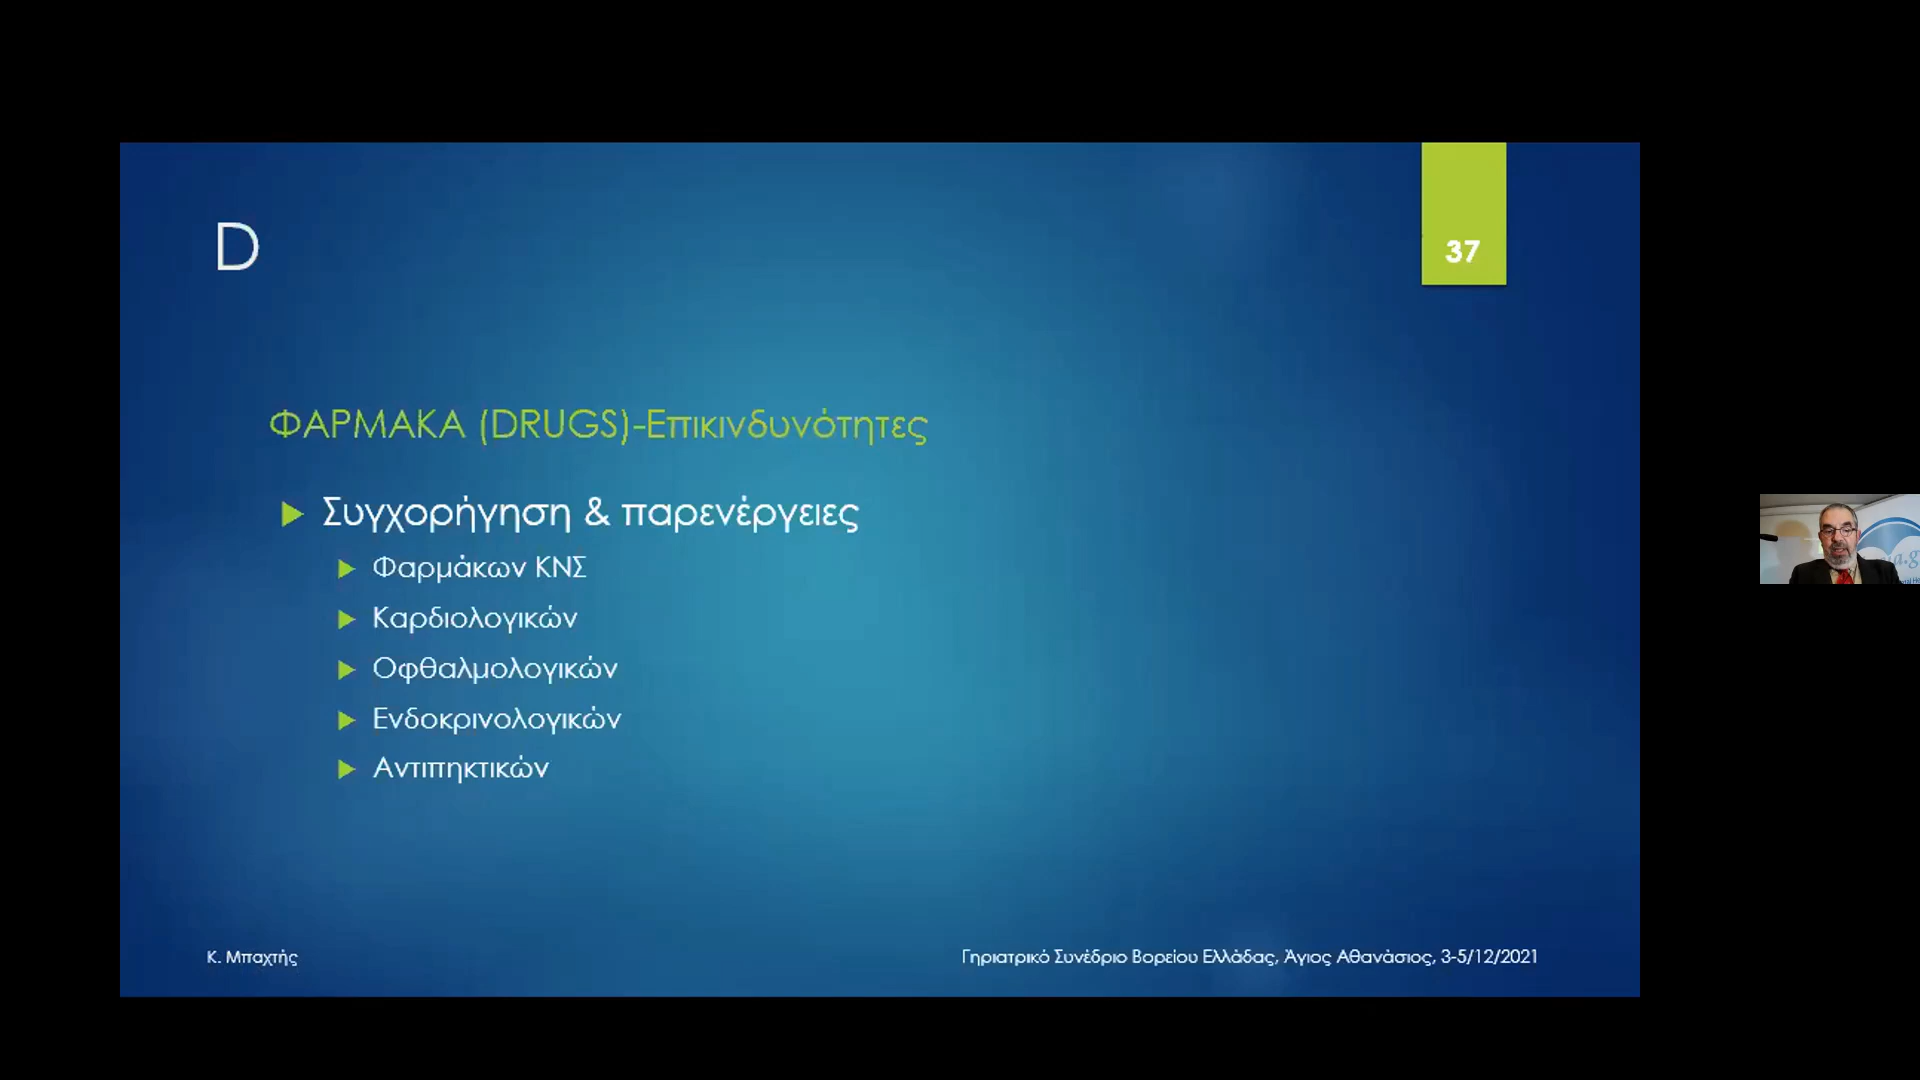 D
37
ΦΑΡΜΑΚΑ (DRUGS)-Επικινδυνότητες
Συγχορήγηση & παρενέργειες
Φαρμάκων ΚΝΣ
Καρδιολογικών
Οφθαλμολογικών
Ενδοκρινολογικών
Αντιπηκτικών
Κ. Μπαχτής
Γηριατρικό Συνέδριο Βορείου Ελλάδας, Άγιος Αθανάσιος, 3-5/12/2021